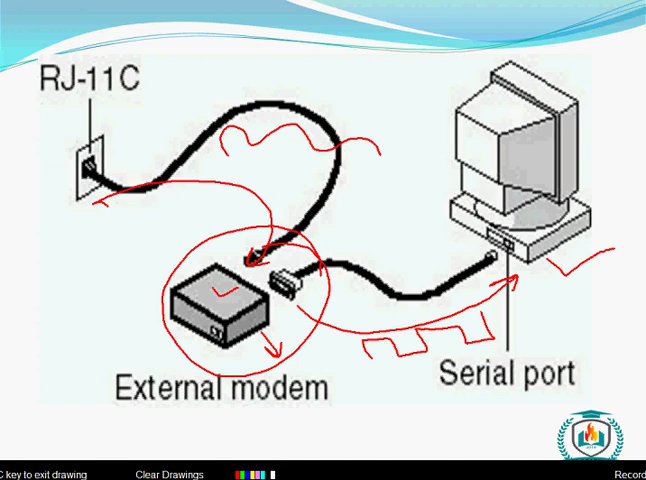 RJ-11C
External modem
Serial port
C key to exit drawing
Clear Drawings
Record